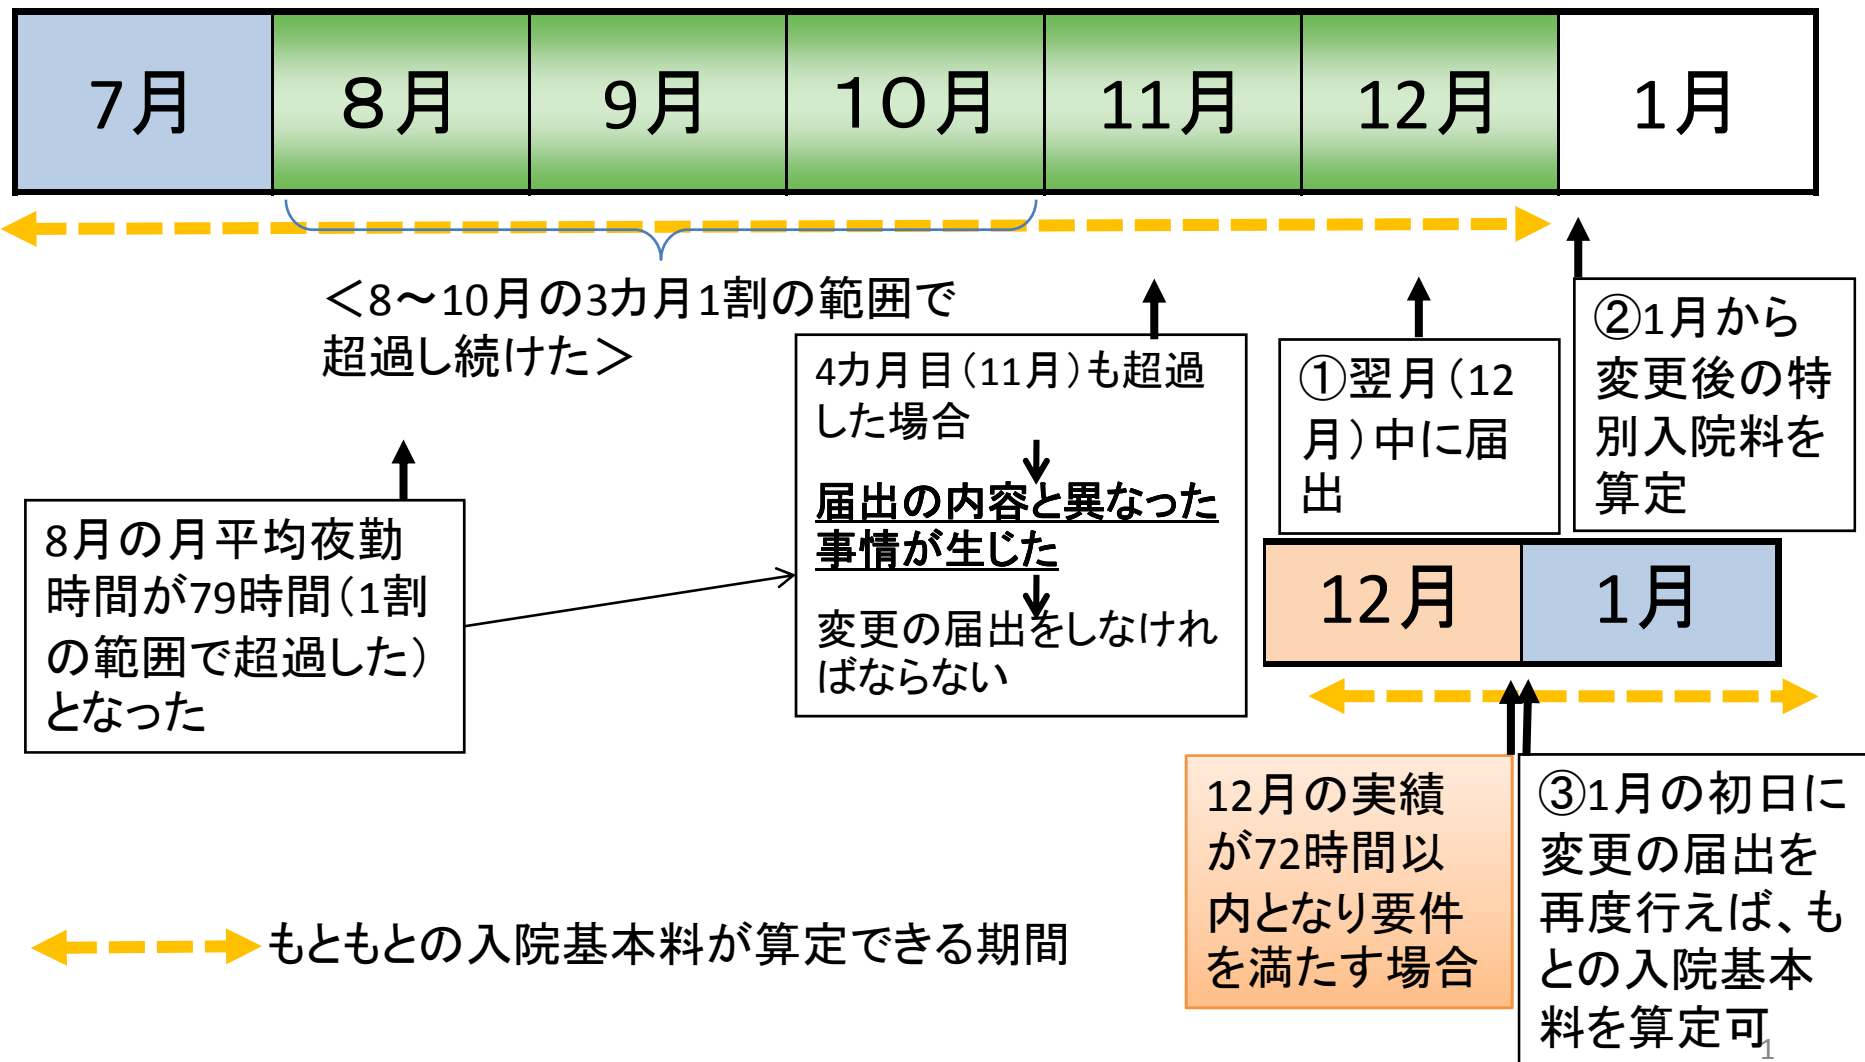 7月
８月
9月
１０月
11月
12月
1月
＜8～10月の3カ月1割の範囲で
超過し続けた＞
8月の月平均夜勤
時間が79時間（1割
の範囲で超過した）
となった
4カ月目（11月）も超過
した場合
届出の内容と異なった
事情が生じた
変更の届出をしなけれ
ばならない
①翌月（12
月）中に届
出
②1月から
変更後の特
別入院料を
算定
12月
1月
12月の実績
が72時間以
内となり要件
を満たす場合
③1月の初日に
変更の届出を
再度行えば、も
との入院基本
料を算定可
もともとの入院基本料が算定できる期間
1